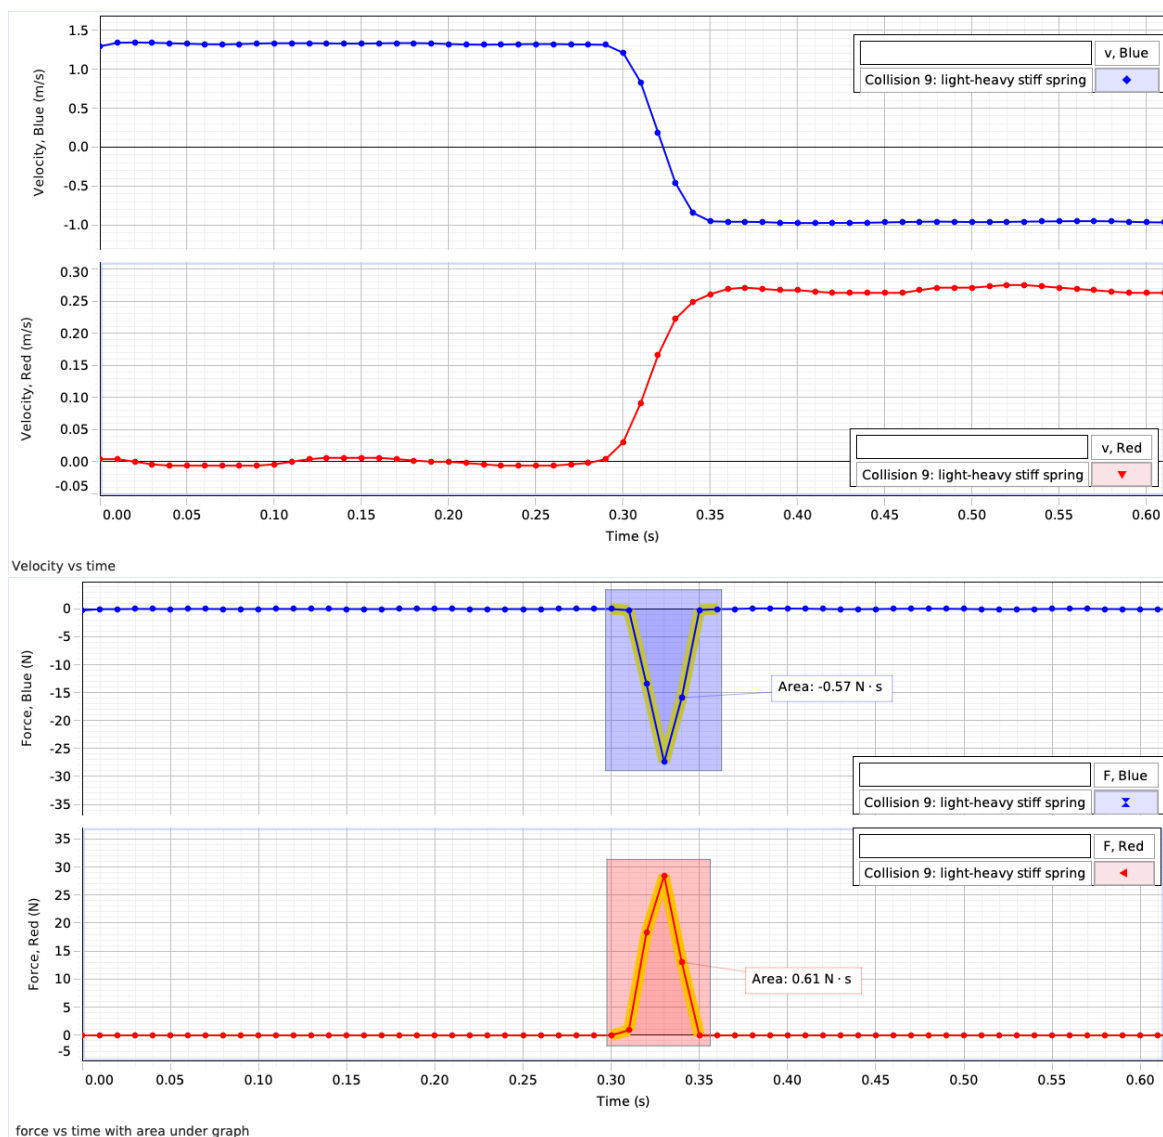 1.5
1.0
0.5
0.0
-0.5
-1.0
Velocity, Blue (m/s)
v, Blue
Collision 9: light-heavy stiff spring
0.30
0.25
0.20
0.15
0.10
0.05
0.00
-0.05
Velocity, Red (m/s)
v, Red
Collision 9: light-heavy stiff spring
0.00 0.05 0.10 0.15 0.20 0.25 0.30 0.35 0.40 0.45 0.50 0.55 0.60
Time (s)
Velocity vs time
0
-5
-10
-15
-20
-25
-30
-35
Force, Blue (N)
Area: -0.57 N · s
F, Blue
Collision 9: light-heavy stiff spring
35
30
25
20
15
10
5
0
-5
Force, Red (N)
F, Red
Collision 9: light-heavy stiff spring
Area: 0.61 N · s
0.00 0.05 0.10 0.15 0.20 0.25 0.30 0.35 0.40 0.45 0.50 0.55 0.60
Time (s)
force vs time with area under graph